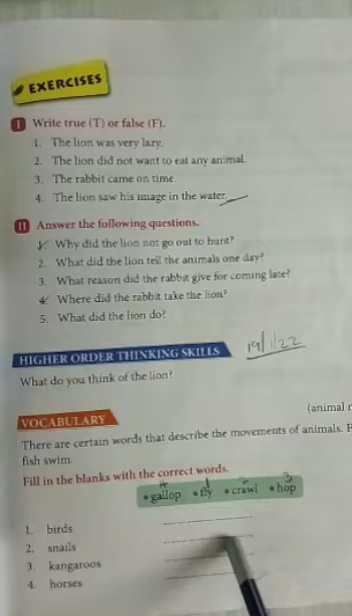 EXERCISES
I Write true (T) or false (F).
1. The lion was very lazy.
2. The lion did not want to eat any animal.
3. The rabbit came on time.
4. The lion saw his image in the water.
II Answer the following questions.
1. Why did the lion not go out to hunt?
2. What did the lion tell the animals one day?
3. What reason did the rabbit give for coming late?
4. Where did the rabbit take the lion?
5. What did the lion do?
HIGHER ORDER THINKING SKILLS 19/1/22
What do you think of the lion?
(animal
VOCABULARY
There are certain words that describe the movements of animals.
fish swim.
Fill in the blanks with the correct words.
4 1 2 3
• gallop • fly • crawl • hop
1. birds
2. snails
3. kangaroos
4. horses